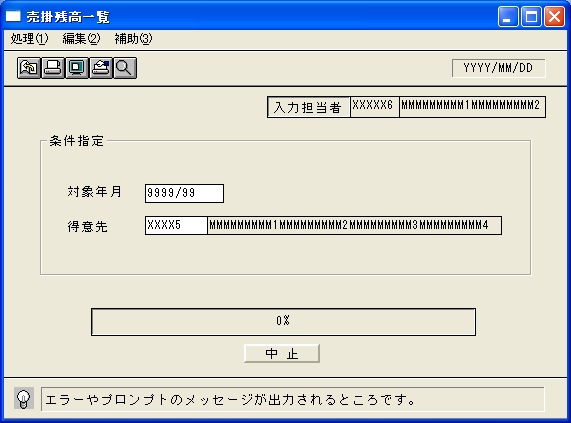 売掛残高一覧
処理(1) 編集(2) 補助(3)
YYYY/MM/DD
入力担当者 XXXXX6 MMMMMMMMM1MMMMMMMMM2
条件指定
対象年月 9999/99
得意先 XXXX5 MMMMMMMMM1MMMMMMMMM2MMMMMMMMM3MMMMMMMMM4
0%
中 止
エラーやプロンプトのメッセージが出力されるところです。